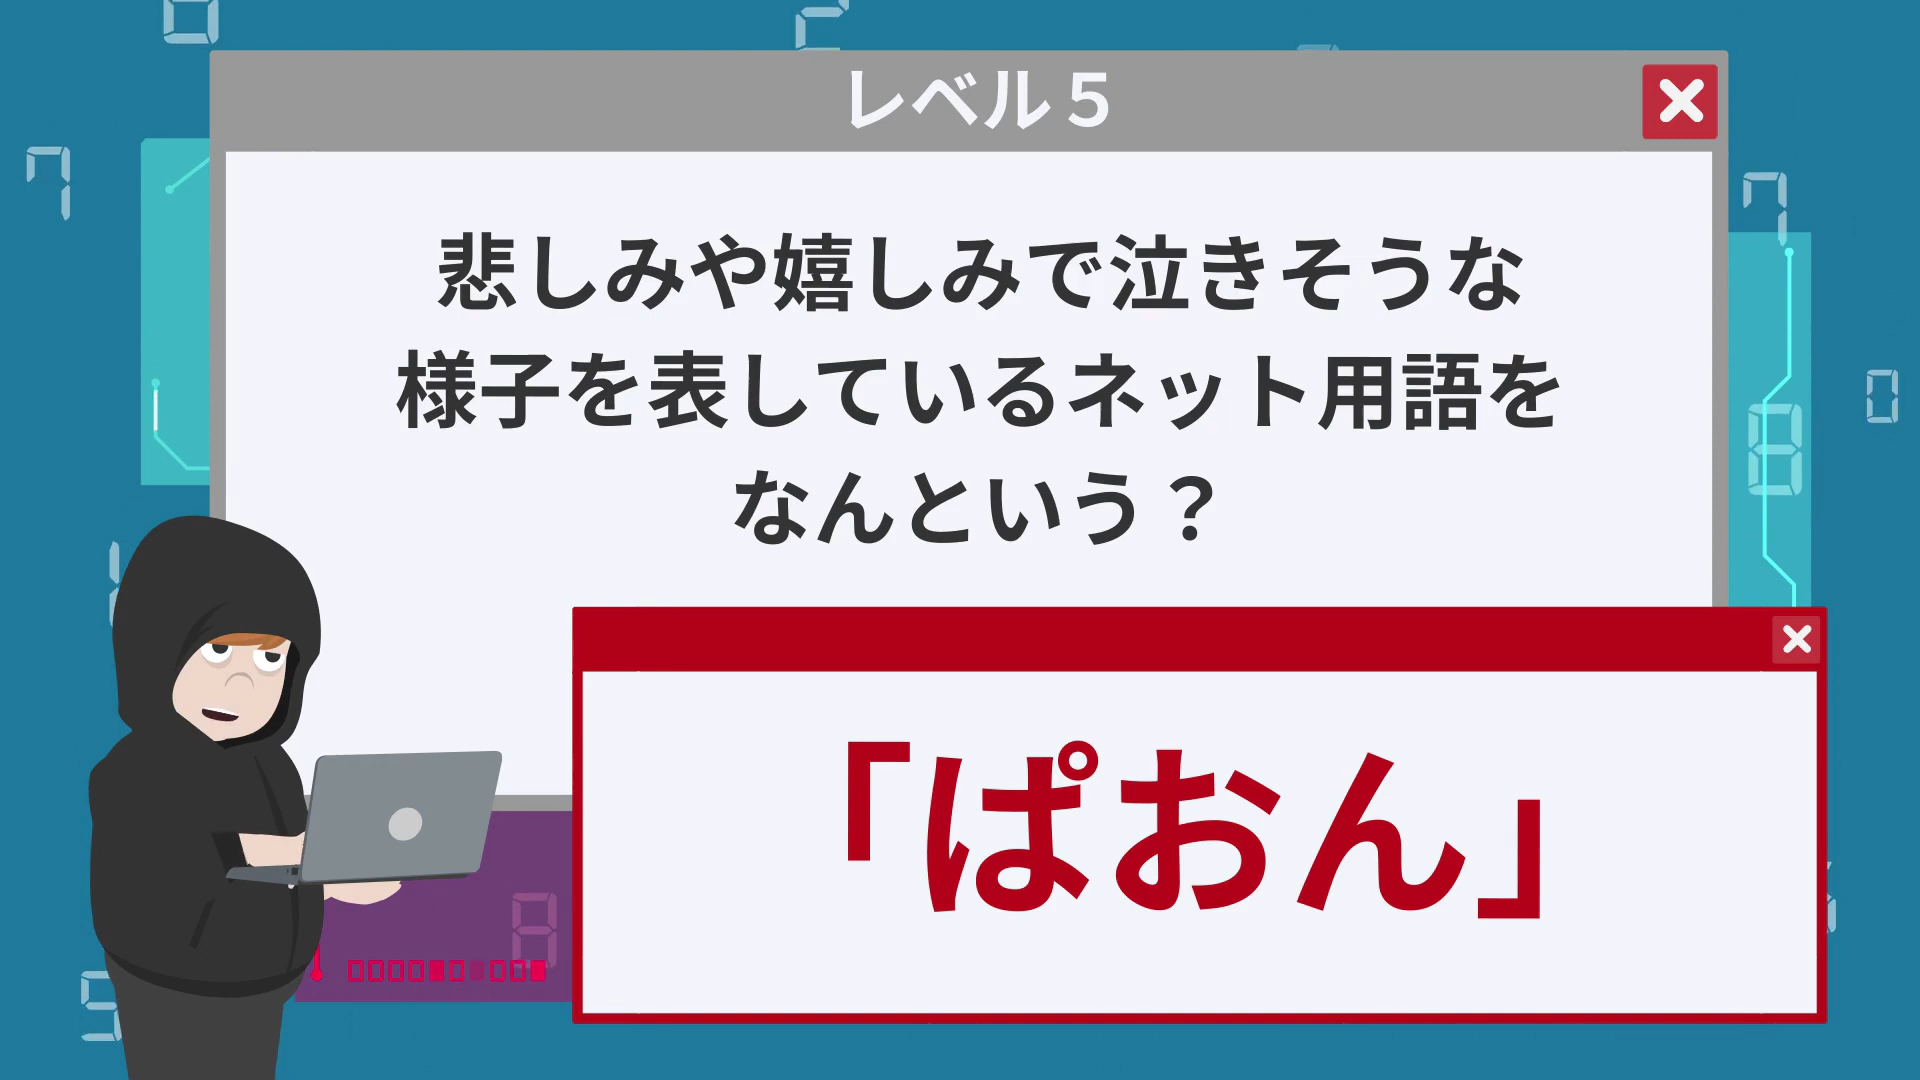 レベル５
悲しみや嬉しみで泣きそうな
様子を表しているネット用語を
なんという？
「ぱおん」